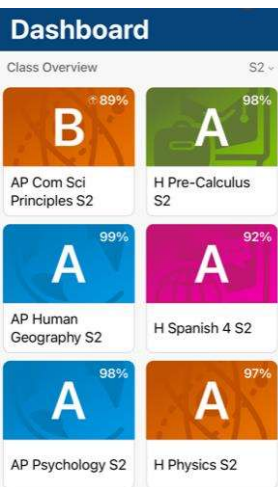 Dashboard
Class Overview S2
89%
B
AP Com Sci
Principles S2
98%
A
H Pre-Calculus
S2
99%
A
AP Human
Geography S2
92%
A
H Spanish 4 S2
98%
A
AP Psychology S2
97%
A
H Physics S2